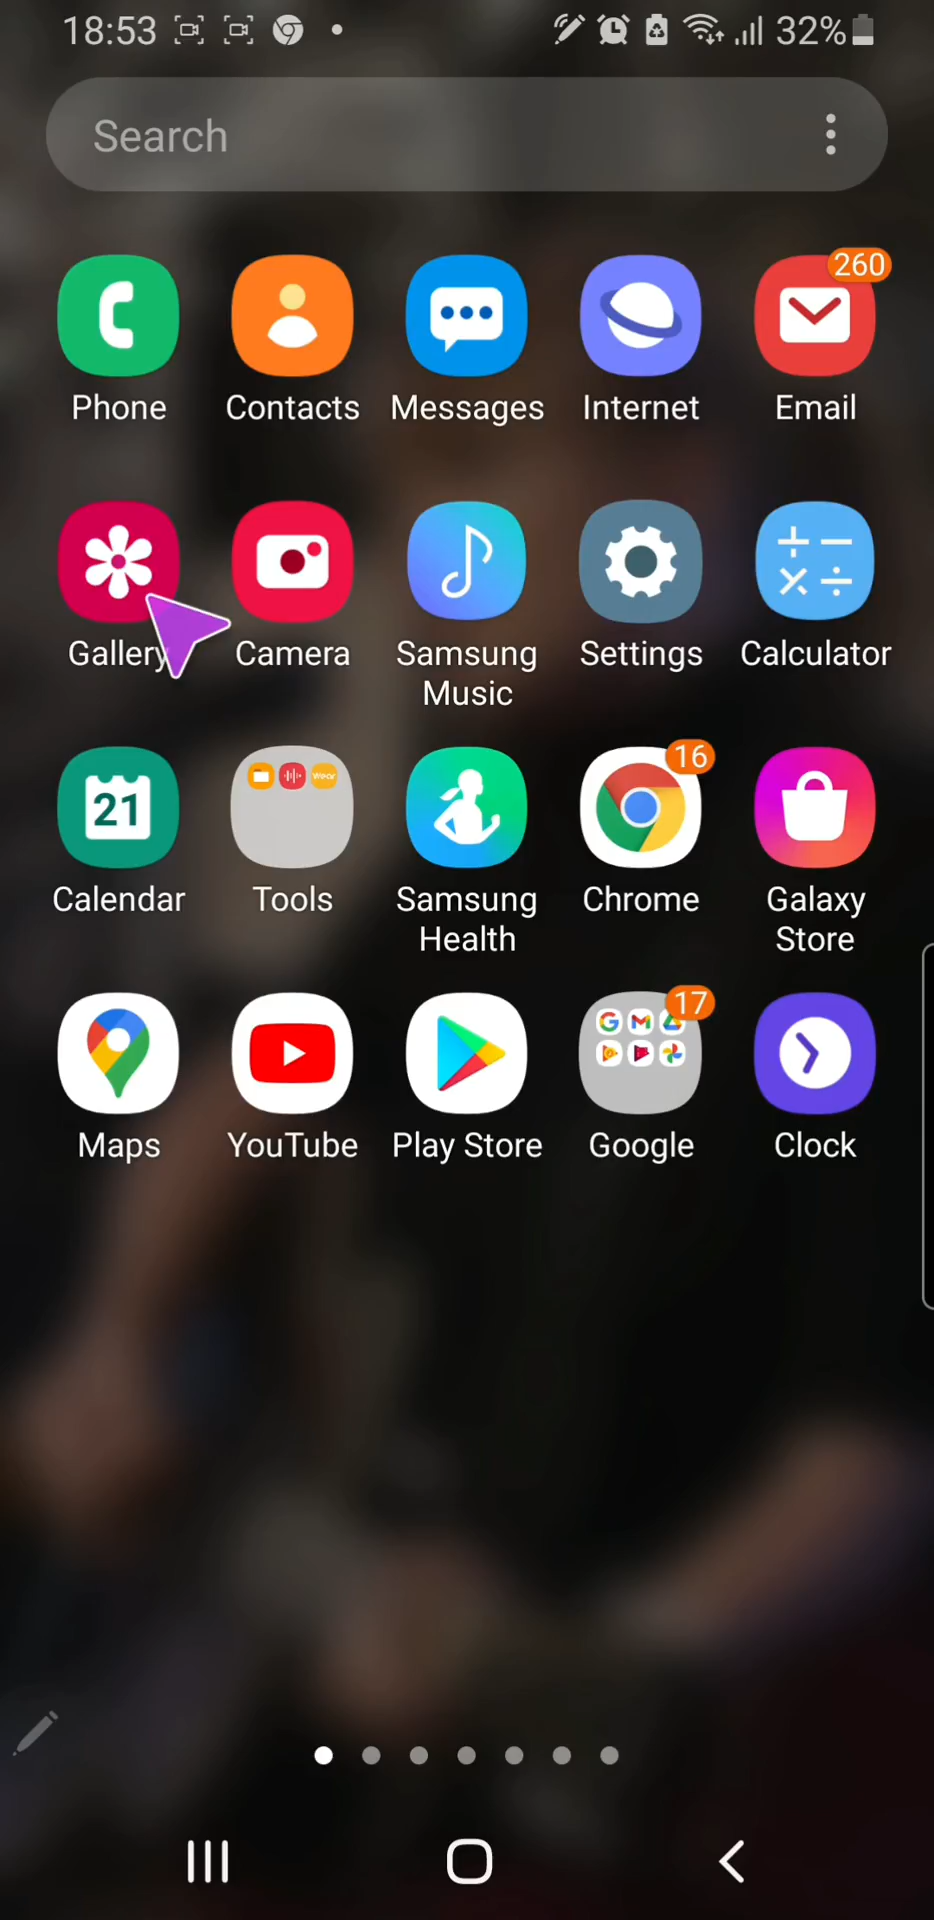 18:53 32%
Search
260
Phone Contacts Messages Internet Email
Gallery Camera Samsung Music Settings Calculator
16
21
Calendar Tools Samsung Health Chrome Galaxy Store
17
Maps YouTube Play Store Google Clock